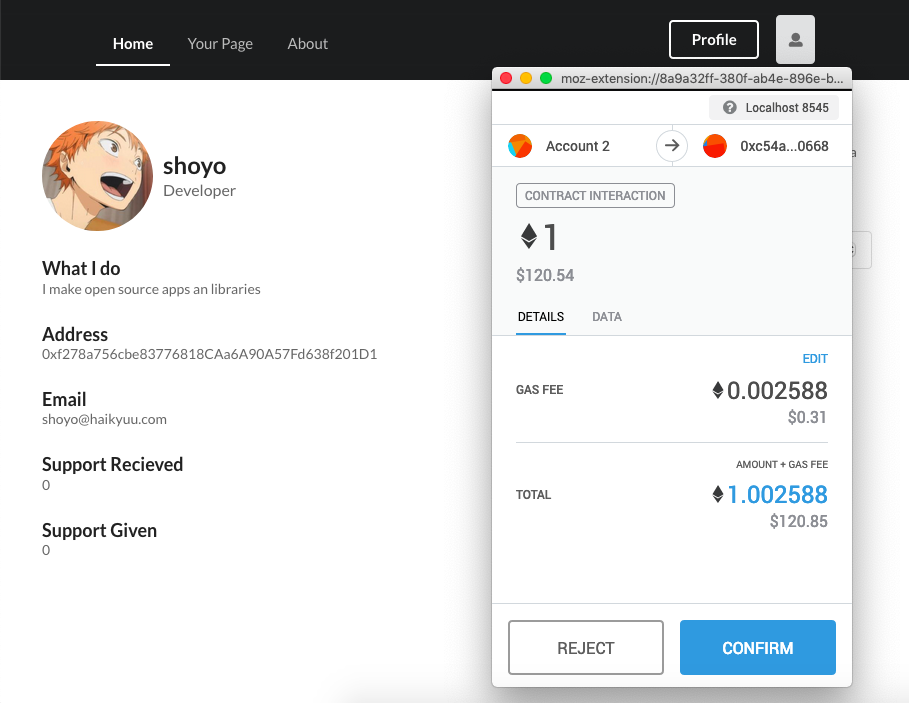 Home
Your Page
About
Profile
shoyo
Developer
What I do
I make open source apps an libraries
Address
0xf278a756cbe83776818CAa6A90A57Fd638f201D1
Email
shoyo@haikyuu.com
Support Recieved
0
Support Given
0
moz-extension://8a9a32ff-380f-ab4e-896e-b...
Localhost 8545
Account 2
0xc54a...0668
CONTRACT INTERACTION
1
$120.54
DETAILS
DATA
EDIT
GAS FEE
0.002588
$0.31
AMOUNT + GAS FEE
TOTAL
1.002588
$120.85
REJECT
CONFIRM